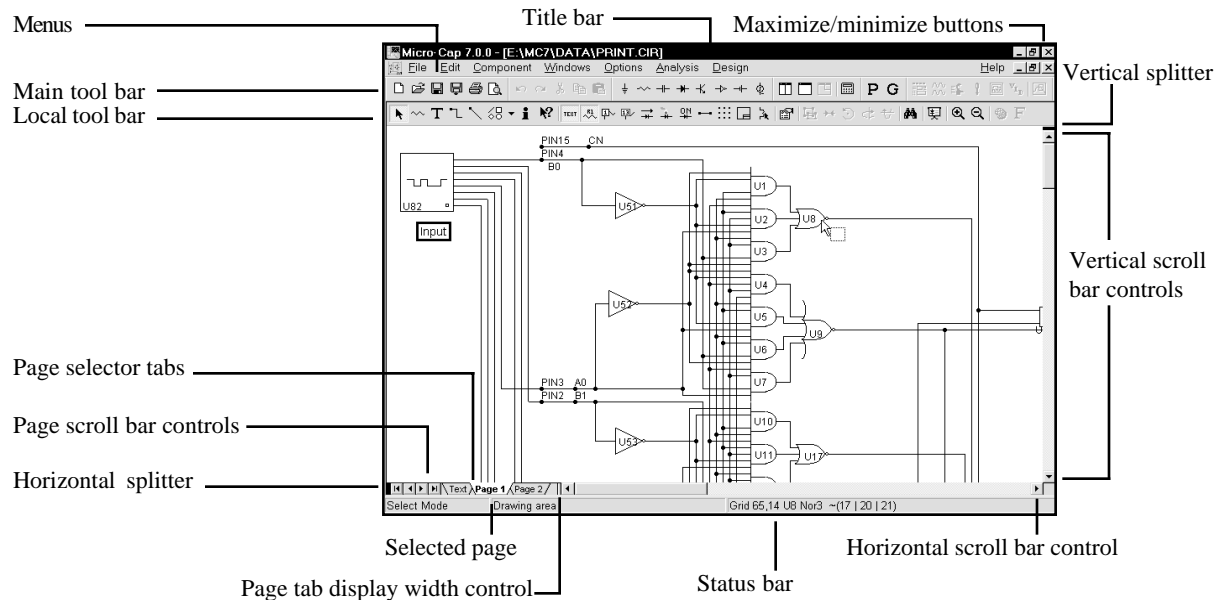 Menus
Title bar
Maximize/minimize buttons
Micro-Cap 7.0.0 - [E:\MC7\DATA\PRINT.CIR]
File Edit Component Windows Options Analysis Design Help
Vertical splitter
Main tool bar
P G
Local tool bar
T i TEXT ON F
PIN15 CN
PIN4
B0
U82
Input
U51
U1
U2
U8
U3
U4
U52
U5
U9
U6
U7
Vertical scroll
bar controls
Page selector tabs
PIN3 A0
PIN2 B1
Page scroll bar controls
U53
U10
U11
U17
Horizontal splitter
Text Page 1 Page 2
Select Mode Drawing area Grid 65,14 U8 Nor3 ~(17 | 20 | 21)
Selected page
Horizontal scroll bar control
Page tab display width control
Status bar